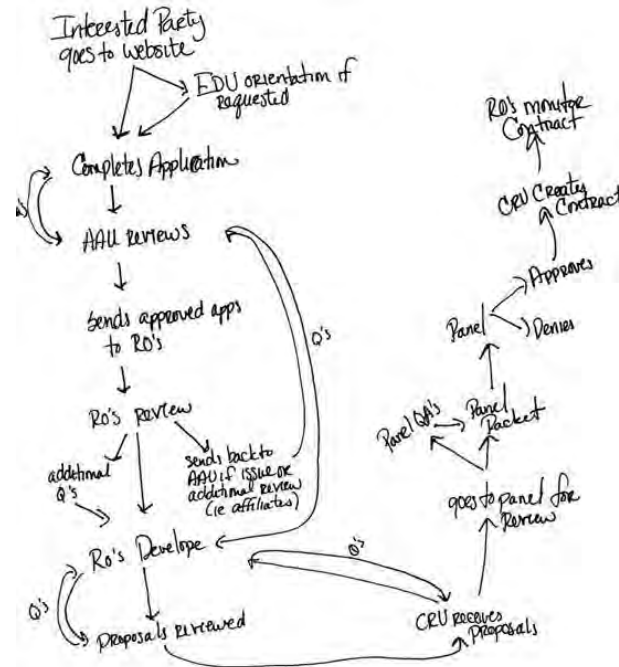 Interested Party
goes to website
EDU orientation if
requested
Completes Application
AAU Reviews
Sends approved apps
to RO's
RO's Review
additional
Q's
sends back to
AAU if issue or
additional review
(ie affiliates)
Q's
RO's Develope
Q's
Proposals reviewed
Q's
CRU receives
Proposals
goes to panel for
Review
Panel QA's
Panel
Packet
Panel
Approves
Denies
CRU Creates
Contract
RO's monitor
Contract